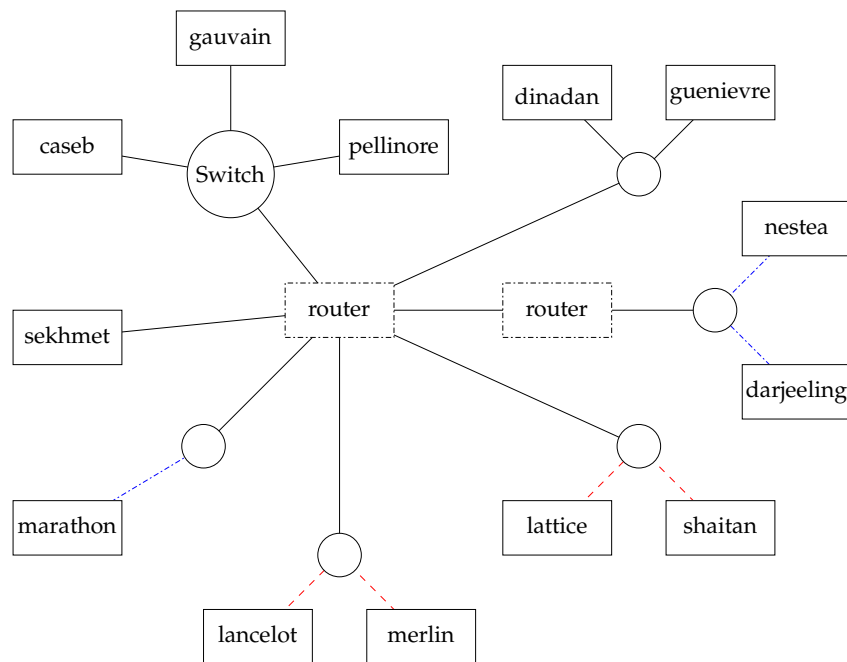 gauvain
dinadan
guenievre
caseb
Switch
pellinore
nestea
router
router
sekhmet
darjeeling
marathon
lattice
shaitan
lancelot
merlin